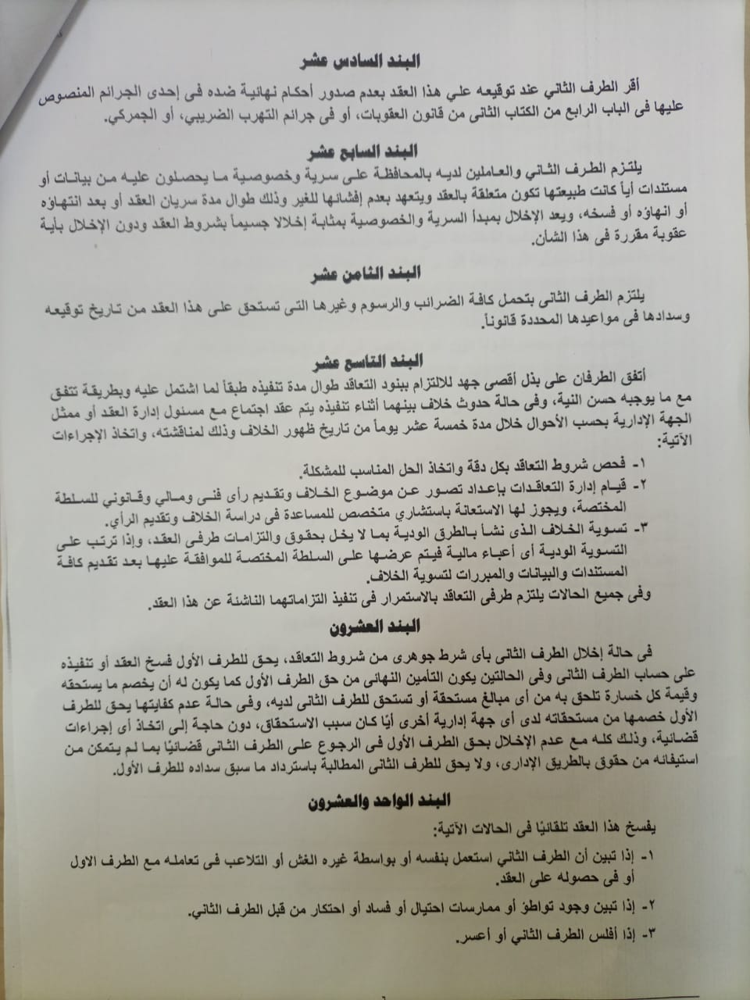 البند السادس عشر
أقر الطرف الثاني عند توقيعه علي هذا العقد بعدم صدور أحكام نهائية ضده فى إحدى الجرائم المنصوص
عليها فى الباب الرابع من الكتاب الثانى من قانون العقوبات، أو فى جرائم التهرب الضريبي، أو الجمركي.
البند السابع عشر
يلتزم الطرف الثاني والعاملين لديه بالمحافظة على سرية وخصوصية ما يحصلون عليه من بيانات أو
مستندات أياً كانت طبيعتها تكون متعلقة بالعقد ويتعهد بعدم إفشائها للغير وذلك طوال مدة سريان العقد أو بعد انتهاؤه
أو انهاؤه أو فسخه، ويعد الإخلال بمبدأ السرية والخصوصية بمثابة إخلالا جسيماً بشروط العقد ودون الإخلال بأية
عقوبة مقررة فى هذا الشأن.
البند الثامن عشر
يلتزم الطرف الثانى بتحمل كافة الضرائب والرسوم وغيرها التى تستحق على هذا العقد من تاريخ توقيعه
وسدادها فى مواعيدها المحددة قانوناً.
البند التاسع عشر
أتفق الطرفان على بذل أقصى جهد للالتزام ببنود التعاقد طوال مدة تنفيذه طبقاً لما اشتمل عليه وبطريقة تتفق
مع ما يوجبه حسن النية، وفى حالة حدوث خلاف بينهما أثناء تنفيذه يتم عقد اجتماع مع مسئول إدارة العقد أو ممثل
الجهة الإدارية بحسب الأحوال خلال مدة خمسة عشر يوماً من تاريخ ظهور الخلاف وذلك لمناقشته، واتخاذ الإجراءات
الآتية:
١- فحص شروط التعاقد بكل دقة واتخاذ الحل المناسب للمشكلة.
٢- قيام إدارة التعاقدات بإعداد تصور عن موضوع الخلاف وتقديم رأى فنى ومالي وقانوني للسلطة
المختصة، ويجوز لها الاستعانة باستشاري متخصص للمساعدة فى دراسة الخلاف وتقديم الرأي.
٣- تسوية الخلاف الذى نشأ بالطرق الودية بما لا يخل بحقوق والتزامات طرفى العقد، وإذا ترتب على
التسوية الودية أى أعباء مالية فيتم عرضها على السلطة المختصة للموافقة عليها بعد تقديم كافة
المستندات والبيانات والمبررات لتسوية الخلاف.
وفى جميع الحالات يلتزم طرفى التعاقد بالاستمرار فى تنفيذ التزاماتهما الناشئة عن هذا العقد.
البند العشرون
فى حالة إخلال الطرف الثانى بأى شرط جوهرى من شروط التعاقد، يحق للطرف الأول فسخ العقد أو تنفيذه
على حساب الطرف الثانى وفى الحالتين يكون التأمين النهائى من حق الطرف الأول كما يكون له أن يخصم ما يستحقه
وقيمة كل خسارة تلحق به من أى مبالغ مستحقة أو تستحق للطرف الثانى لديه، وفى حالة عدم كفايتها يحق للطرف
الأول خصمها من مستحقاته لدى أى جهة إدارية أخرى أيًا كان سبب الاستحقاق، دون حاجة إلى اتخاذ أى إجراءات
قضائية، وذلك كله مع عدم الإخلال بحق الطرف الأول فى الرجوع على الطرف الثانى قضائيًا بما لم يتمكن من
استيفائه من حقوق بالطريق الإدارى، ولا يحق للطرف الثانى المطالبة باسترداد ما سبق سداده للطرف الأول.
البند الواحد والعشرون
يفسخ هذا العقد تلقائيًا فى الحالات الآتية:
١- إذا تبين أن الطرف الثاني استعمل بنفسه أو بواسطة غيره الغش أو التلاعب فى تعامله مع الطرف الاول
أو فى حصوله على العقد.
٢- إذا تبين وجود تواطؤ أو ممارسات احتيال أو فساد أو احتكار من قبل الطرف الثاني.
٣- إذا أفلس الطرف الثاني أو أعسر.